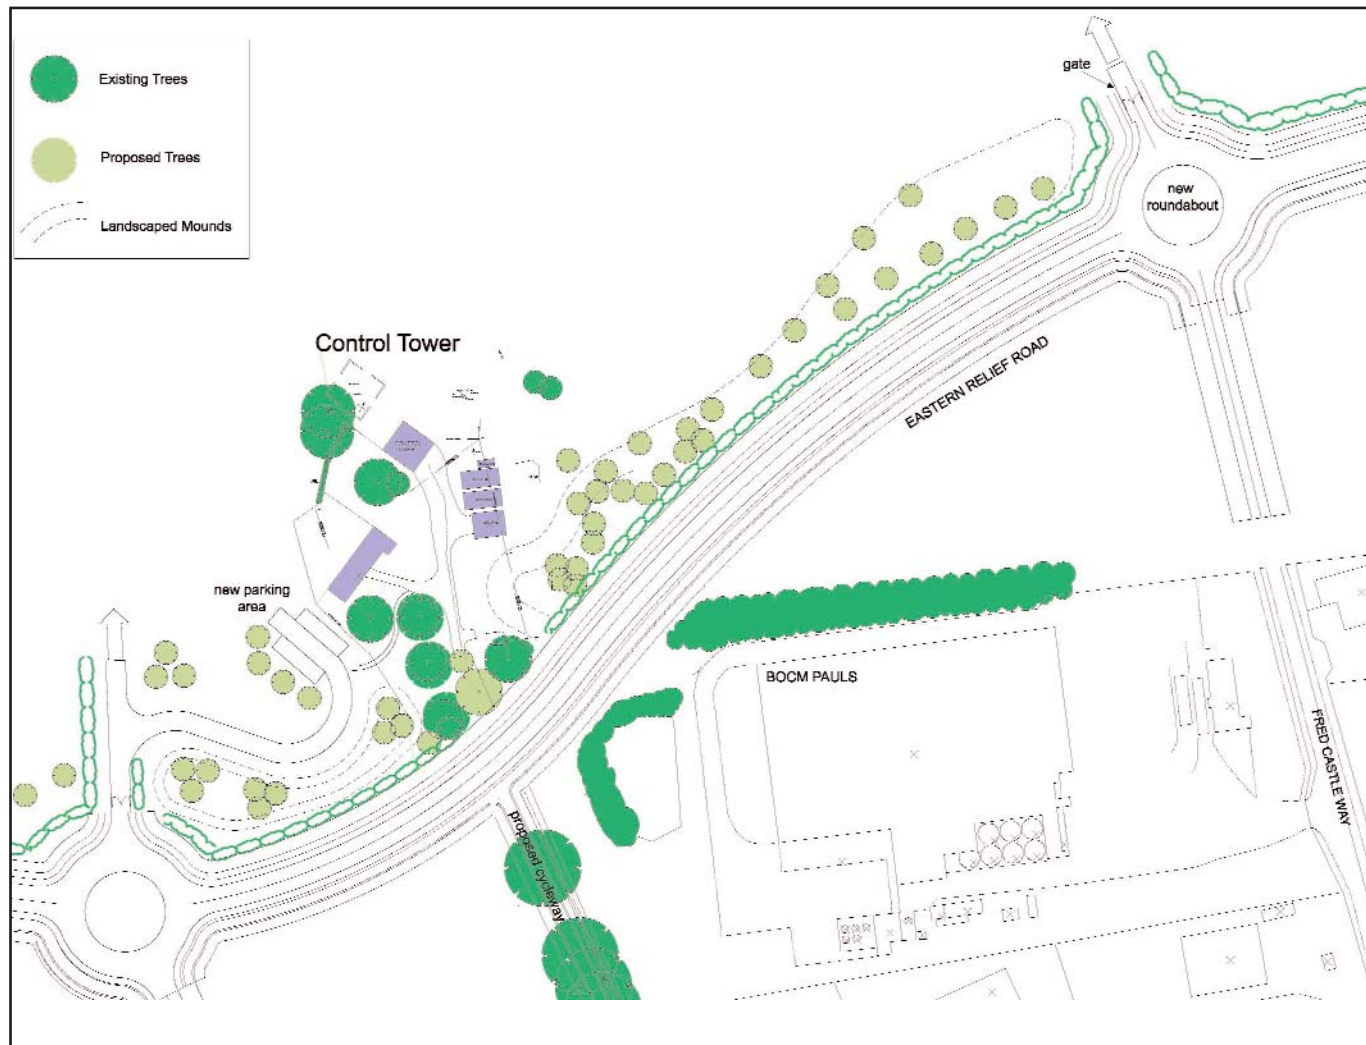 Existing Trees
Proposed Trees
Landscaped Mounds
gate
new
roundabout
Control Tower
EASTERN RELIEF ROAD
new parking
area
BOCM PAULS
FRED CASTLE WAY
proposed cycleway